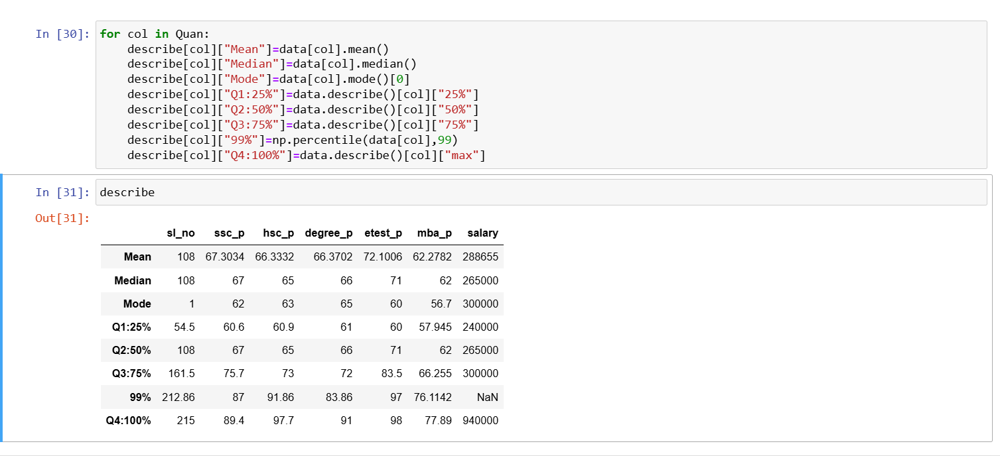 In [30]: for col in Quan:
    describe[col]["Mean"]=data[col].mean()
    describe[col]["Median"]=data[col].median()
    describe[col]["Mode"]=data[col].mode()[0]
    describe[col]["Q1:25%"]=data.describe()[col]["25%"]
    describe[col]["Q2:50%"]=data.describe()[col]["50%"]
    describe[col]["Q3:75%"]=data.describe()[col]["75%"]
    describe[col]["99%"]=np.percentile(data[col],99)
    describe[col]["Q4:100%"]=data.describe()[col]["max"]
In [31]: describe
Out[31]:
sl_no ssc_p hsc_p degree_p etest_p mba_p salary
Mean 108 67.3034 66.3332 66.3702 72.1006 62.2782 288655
Median 108 67 65 66 71 62 265000
Mode 1 62 63 65 60 56.7 300000
Q1:25% 54.5 60.6 60.9 61 60 57.945 240000
Q2:50% 108 67 65 66 71 62 265000
Q3:75% 161.5 75.7 73 72 83.5 66.255 300000
99% 212.86 87 91.86 83.86 97 76.1142 NaN
Q4:100% 215 89.4 97.7 91 98 77.89 940000